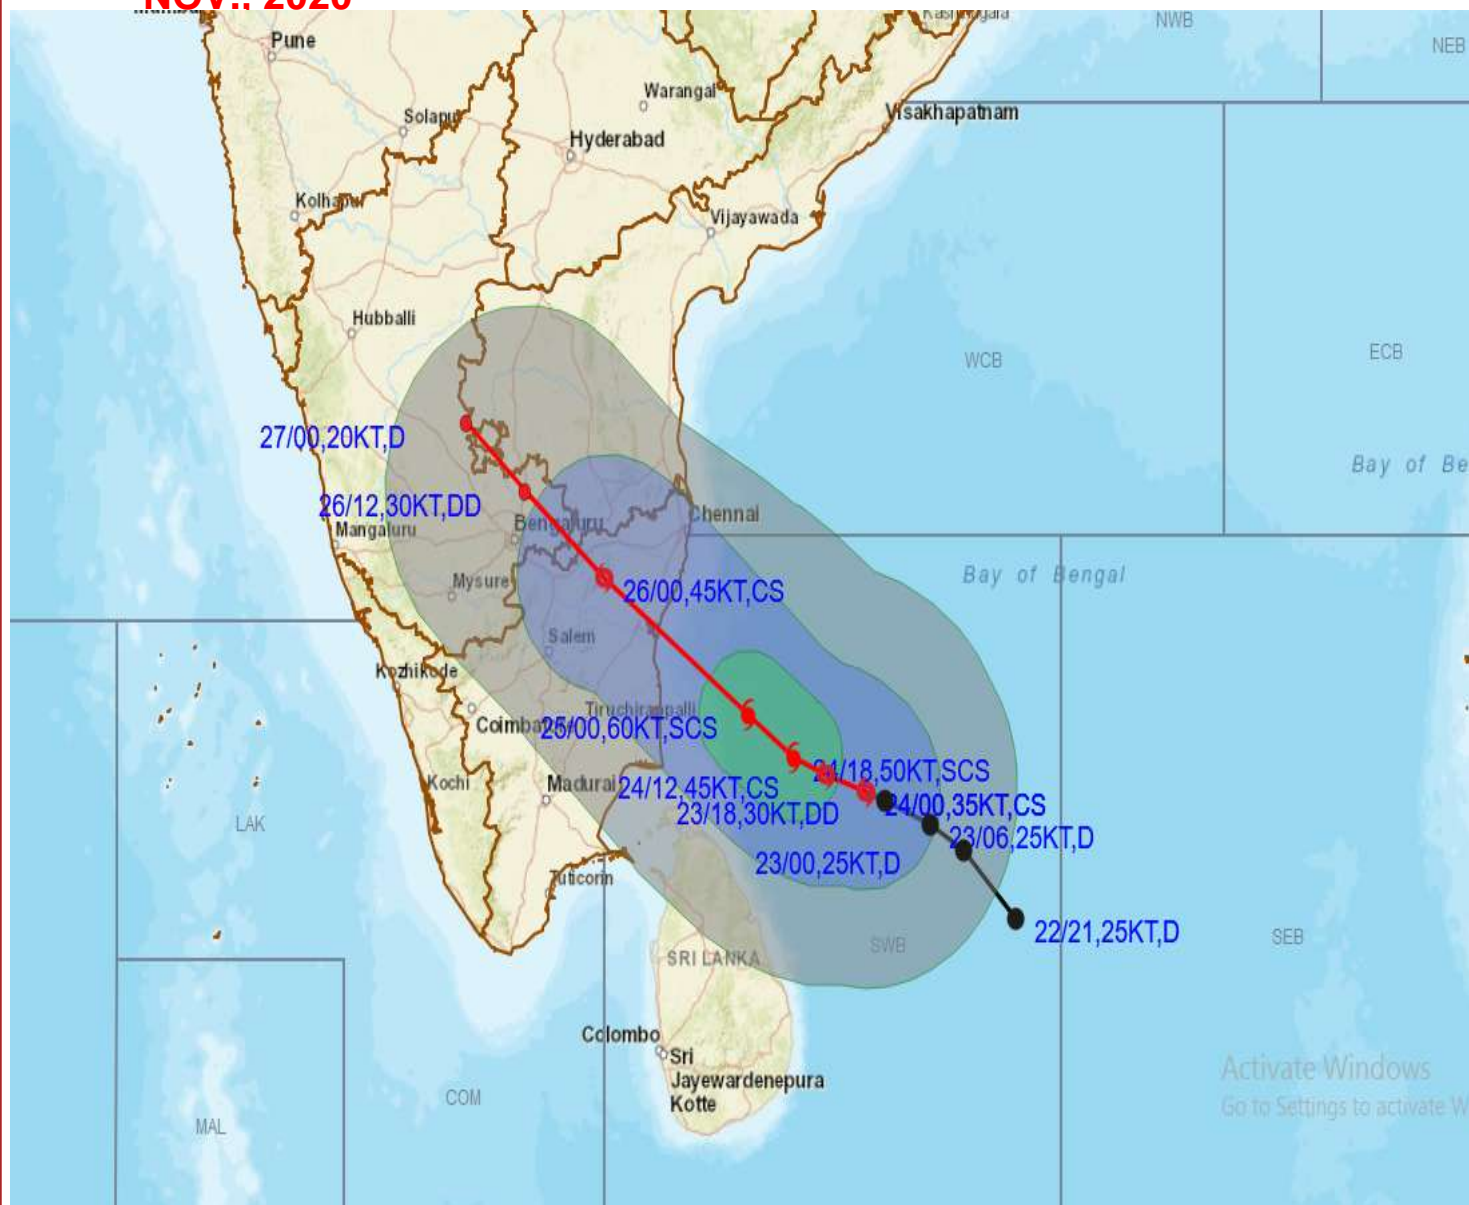 NOV., 2020
Pune
NWB
NEB
Warangal
Solapur
Visakhapatnam
Hyderabad
Kolhapur
Vijayawada
Hubballi
WCB
ECB
27/00,20KT,D
Bay of Be
26/12,30KT,DD
Chennai
Bengaluru
Mangaluru
Bay of Bengal
Mysure
26/00,45KT,CS
Salem
Kozhikode
Tiruchirappalli
Coimbatore
25/00,60KT,SCS
24/18,50KT,SCS
Kochi
Madurai
24/12,45KT,CS
24/00,35KT,CS
23/18,30KT,DD
LAK
23/06,25KT,D
23/00,25KT,D
Tuticorin
22/21,25KT,D
SEB
SWB
SRI LANKA
Colombo
Sri
Jayewardenepura
Kotte
Activate Windows
Go to Settings to activate W
COM
MAL